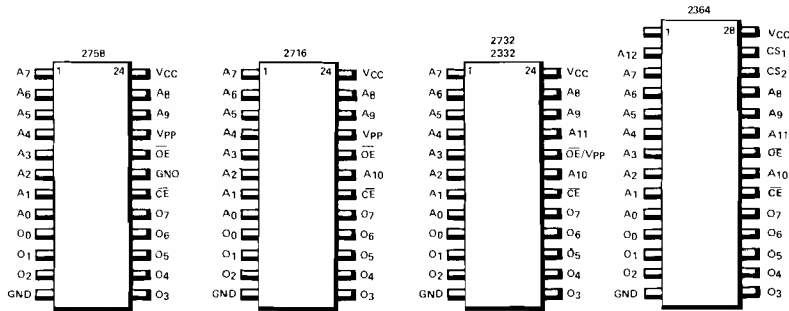 2758
1 24
A7 VCC
A6 A8
A5 A9
A4 VPP
A3 OE
A2 GNO
A1 CE
A0 O7
O0 O6
O1 O5
O2 O4
GND O3
2716
1 24
A7 VCC
A6 A8
A5 A9
A4 VPP
A3 OE
A2 A10
A1 CE
A0 O7
O0 O6
O1 O5
O2 O4
GND O3
2732
2332
1 24
A7 VCC
A6 A8
A5 A9
A4 A11
A3 OE/VPP
A2 A10
A1 CE
A0 O7
O0 O6
O1 O5
O2 O4
GND O3
2364
1 28
VCC
A12 CS1
A7 CS2
A6 A8
A5 A9
A4 A11
A3 OE
A2 A10
A1 CE
A0 O7
O0 O6
O1 O5
O2 O4
GND O3